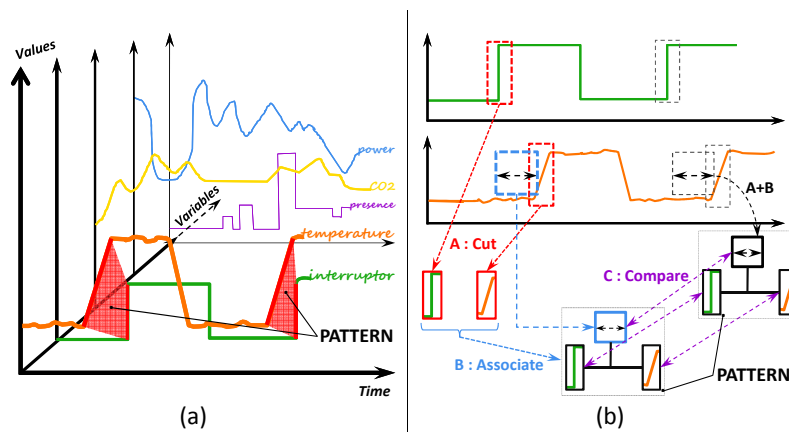 Values
power
CO2
Variables
presence
temperature
interruptor
PATTERN
Time
(a)
A+B
A : Cut
C : Compare
B : Associate
PATTERN
(b)